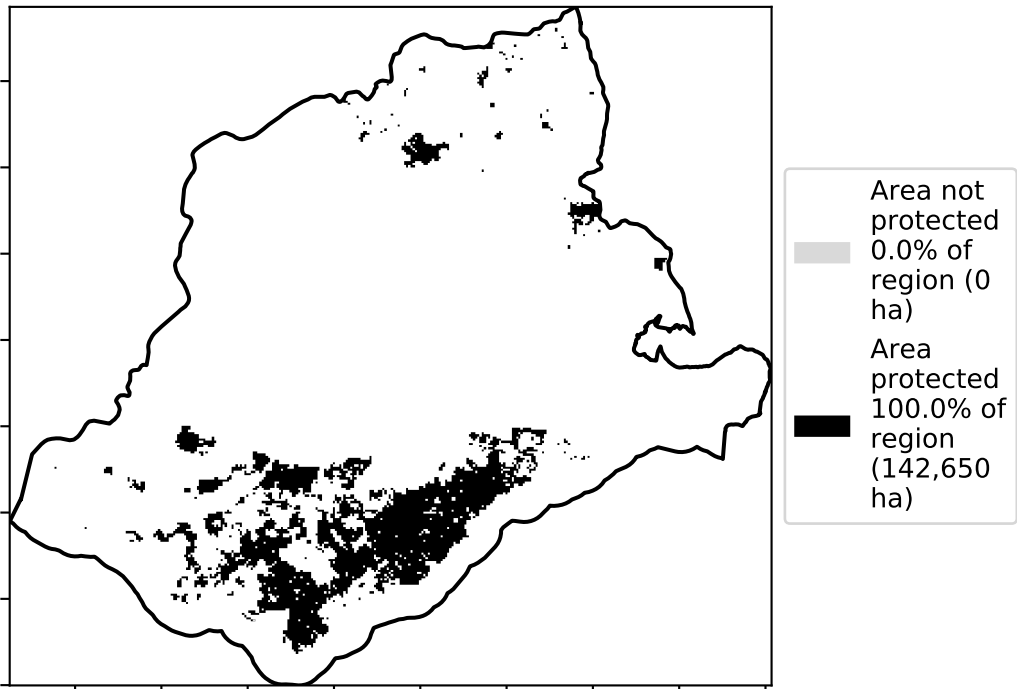 Area not
protected
0.0% of
region (0
ha)
Area
protected
100.0% of
region
(142,650
ha)